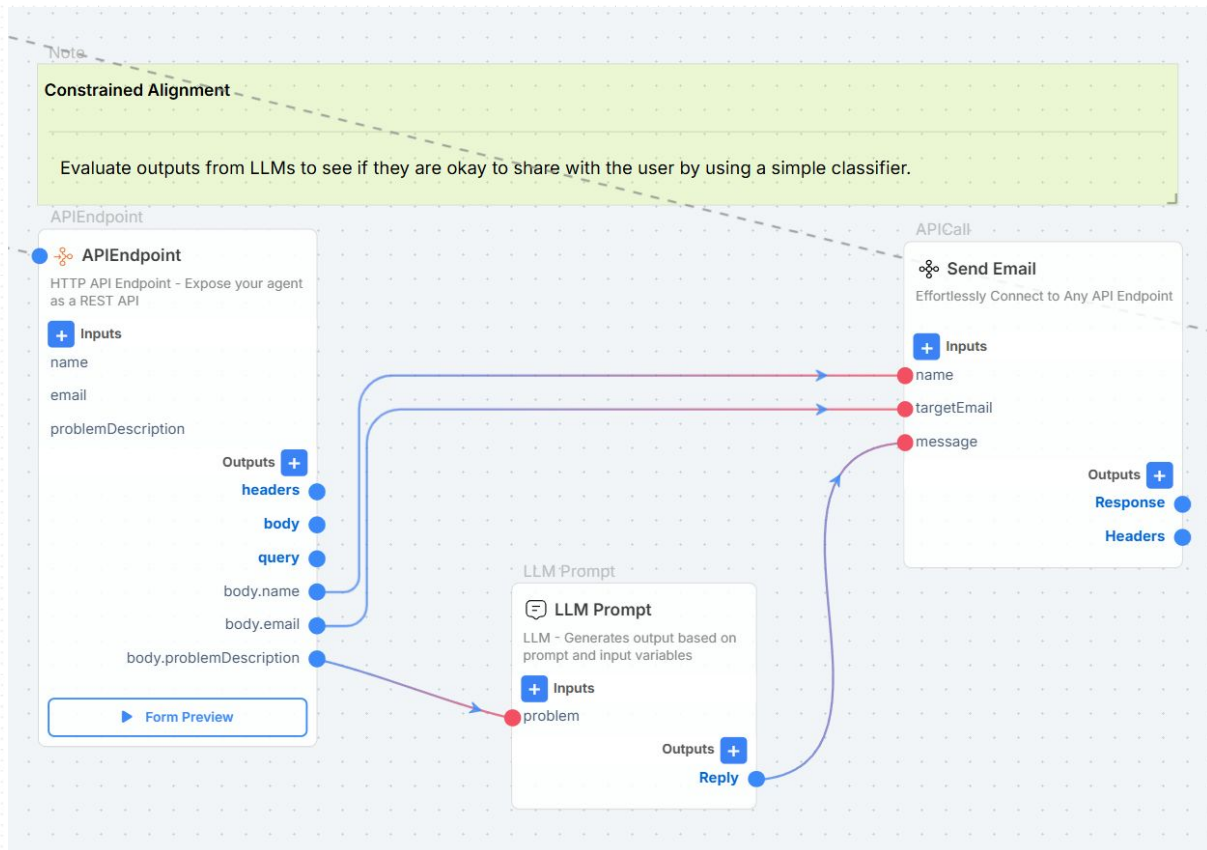 Note
Constrained Alignment
Evaluate outputs from LLMs to see if they are okay to share with the user by using a simple classifier.
APIEndpoint
APIEndpoint
HTTP API Endpoint - Expose your agent
as a REST API
Inputs
name
email
problemDescription
Outputs
headers
body
query
body.name
body.email
body.problemDescription
Form Preview
LLM Prompt
LLM Prompt
LLM - Generates output based on
prompt and input variables
Inputs
problem
Outputs
Reply
APICall
Send Email
Effortlessly Connect to Any API Endpoint
Inputs
name
targetEmail
message
Outputs
Response
Headers